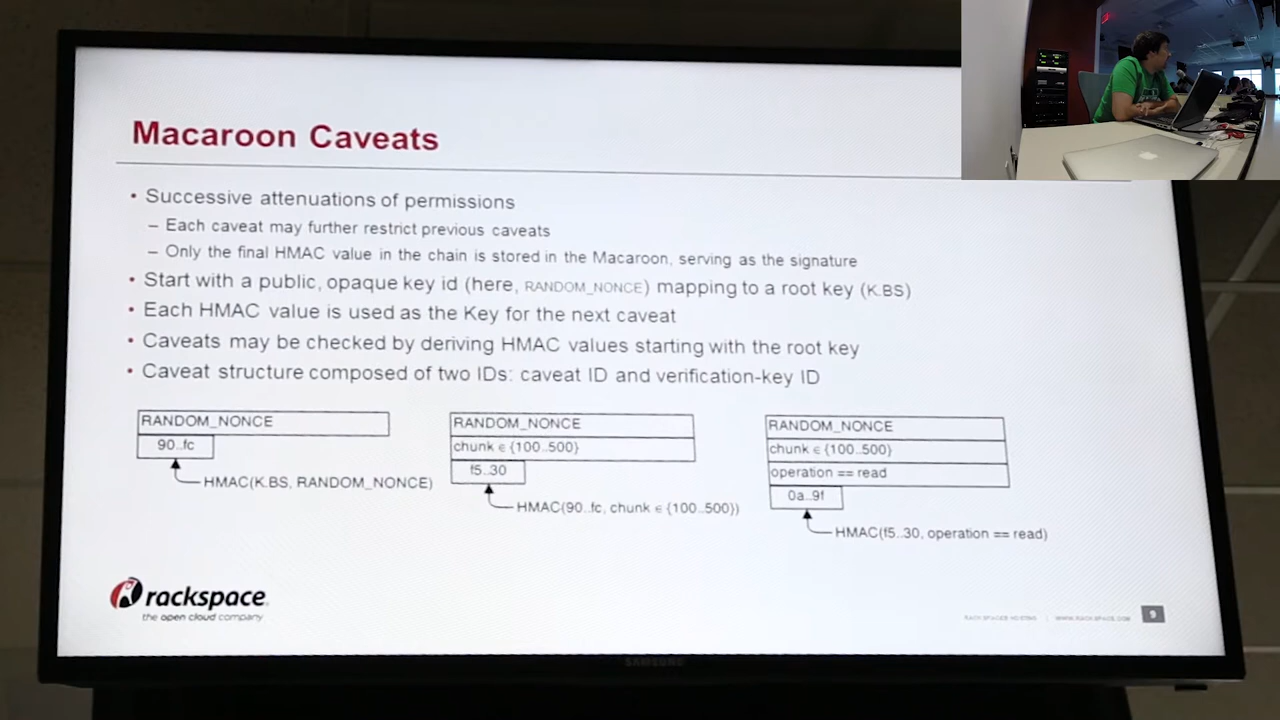 Macaroon Caveats
• Successive attenuations of permissions
– Each caveat may further restrict previous caveats
– Only the final HMAC value in the chain is stored in the Macaroon, serving as the signature
• Start with a public, opaque key id (here, RANDOM_NONCE) mapping to a root key (K.BS)
• Each HMAC value is used as the Key for the next caveat
• Caveats may be checked by deriving HMAC values starting with the root key
• Caveat structure composed of two IDs: caveat ID and verification-key ID
RANDOM_NONCE
90..fc
HMAC(K.BS, RANDOM_NONCE)
RANDOM_NONCE
chunk ∈ {100..500}
f5..30
HMAC(90..fc, chunk ∈ {100..500})
RANDOM_NONCE
chunk ∈ {100..500}
operation == read
0a..9f
HMAC(f5..30, operation == read)
rackspace
the open cloud company
RACKSPACE® HOSTING | WWW.RACKSPACE.COM
9
SAMSUNG